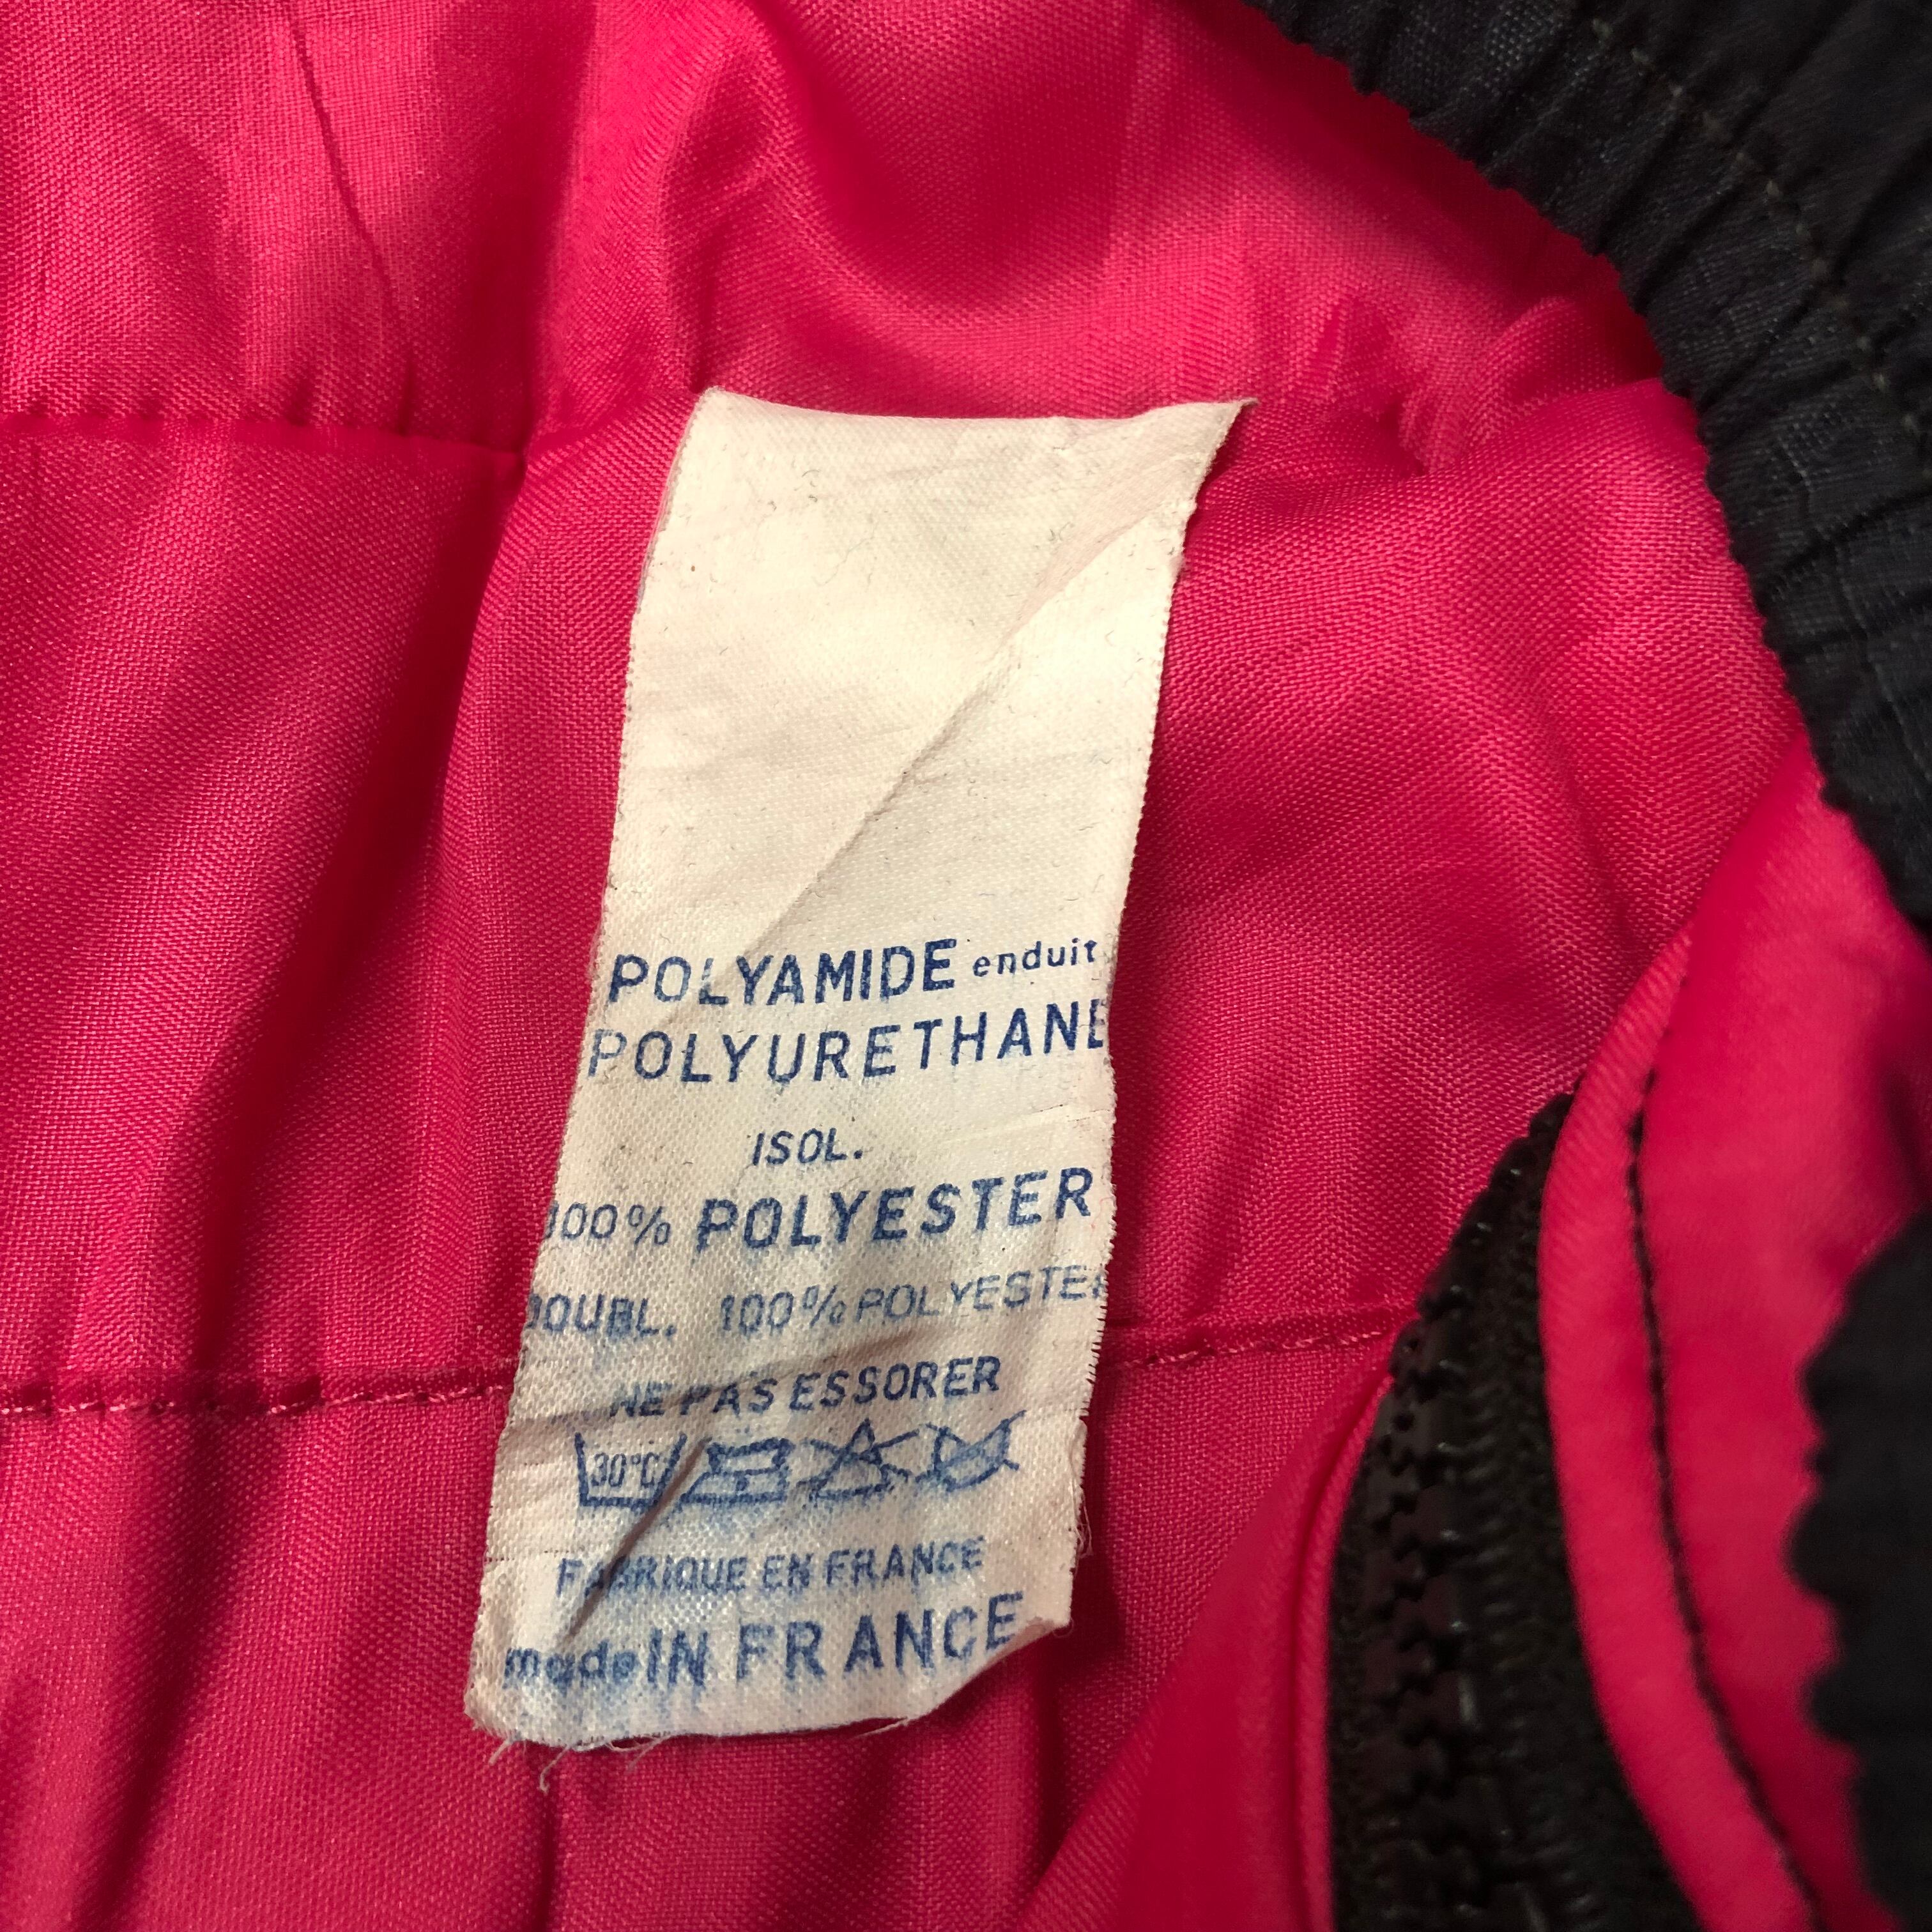 POLYAMIDE enduit
POLYURETHANE
ISOL.
100% POLYESTER
DOUBL. 100% POLYESTER
NE PAS ESSORER
30°C
FABRIQUE EN FRANCE
made IN FRANCE